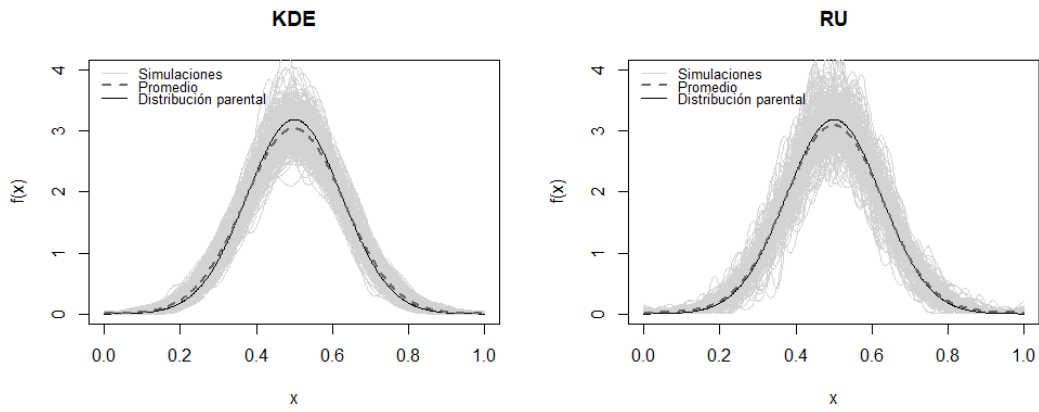 KDE
Simulaciones
Promedio
Distribución parental
f(x)
4
3
2
1
0
0.0 0.2 0.4 0.6 0.8 1.0
x
RU
Simulaciones
Promedio
Distribución parental
f(x)
4
3
2
1
0
0.0 0.2 0.4 0.6 0.8 1.0
x